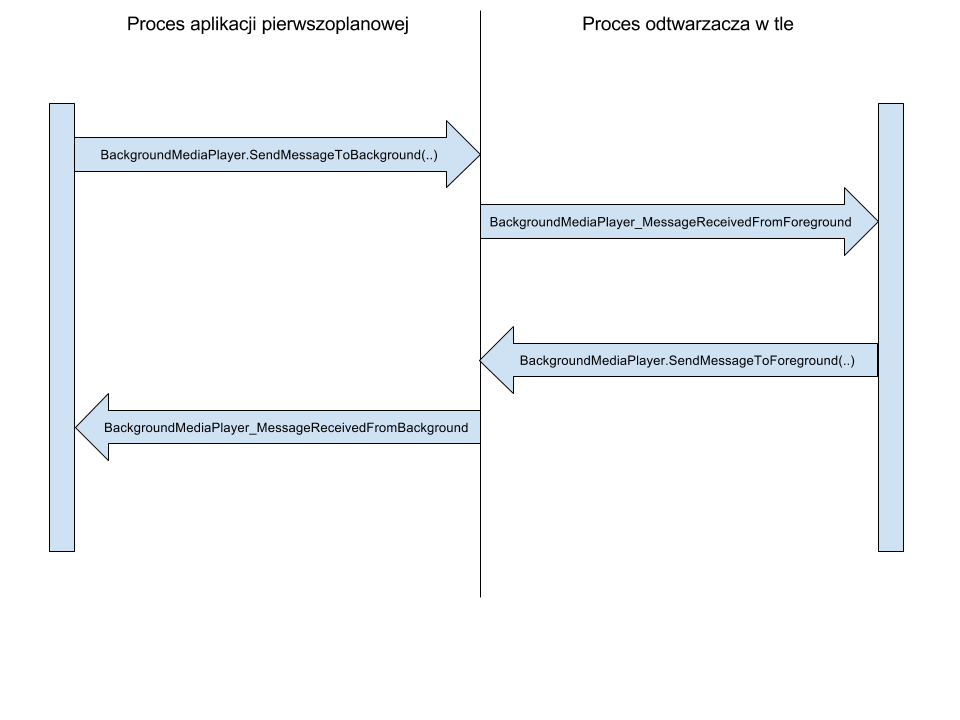 Proces aplikacji pierwszoplanowej
Proces odtwarzacza w tle
BackgroundMediaPlayer.SendMessageToBackground(..)
BackgroundMediaPlayer_MessageReceivedFromForeground
BackgroundMediaPlayer.SendMessageToForeground(..)
BackgroundMediaPlayer_MessageReceivedFromBackground